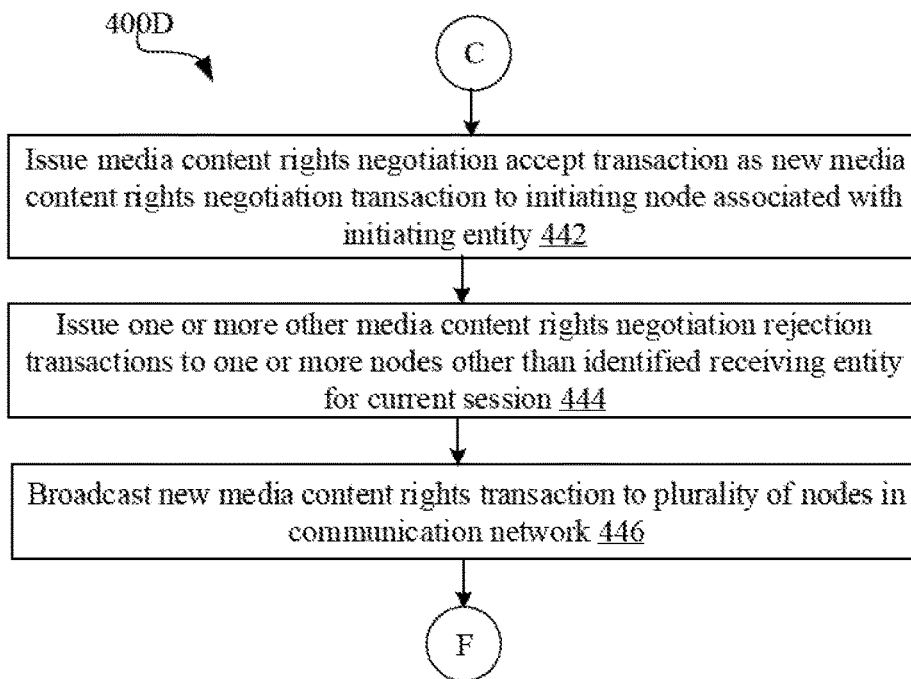 400D
C
Issue media content rights negotiation accept transaction as new media
content rights negotiation transaction to initiating node associated with
initiating entity 442
Issue one or more other media content rights negotiation rejection
transactions to one or more nodes other than identified receiving entity
for current session 444
Broadcast new media content rights transaction to plurality of nodes in
communication network 446
F